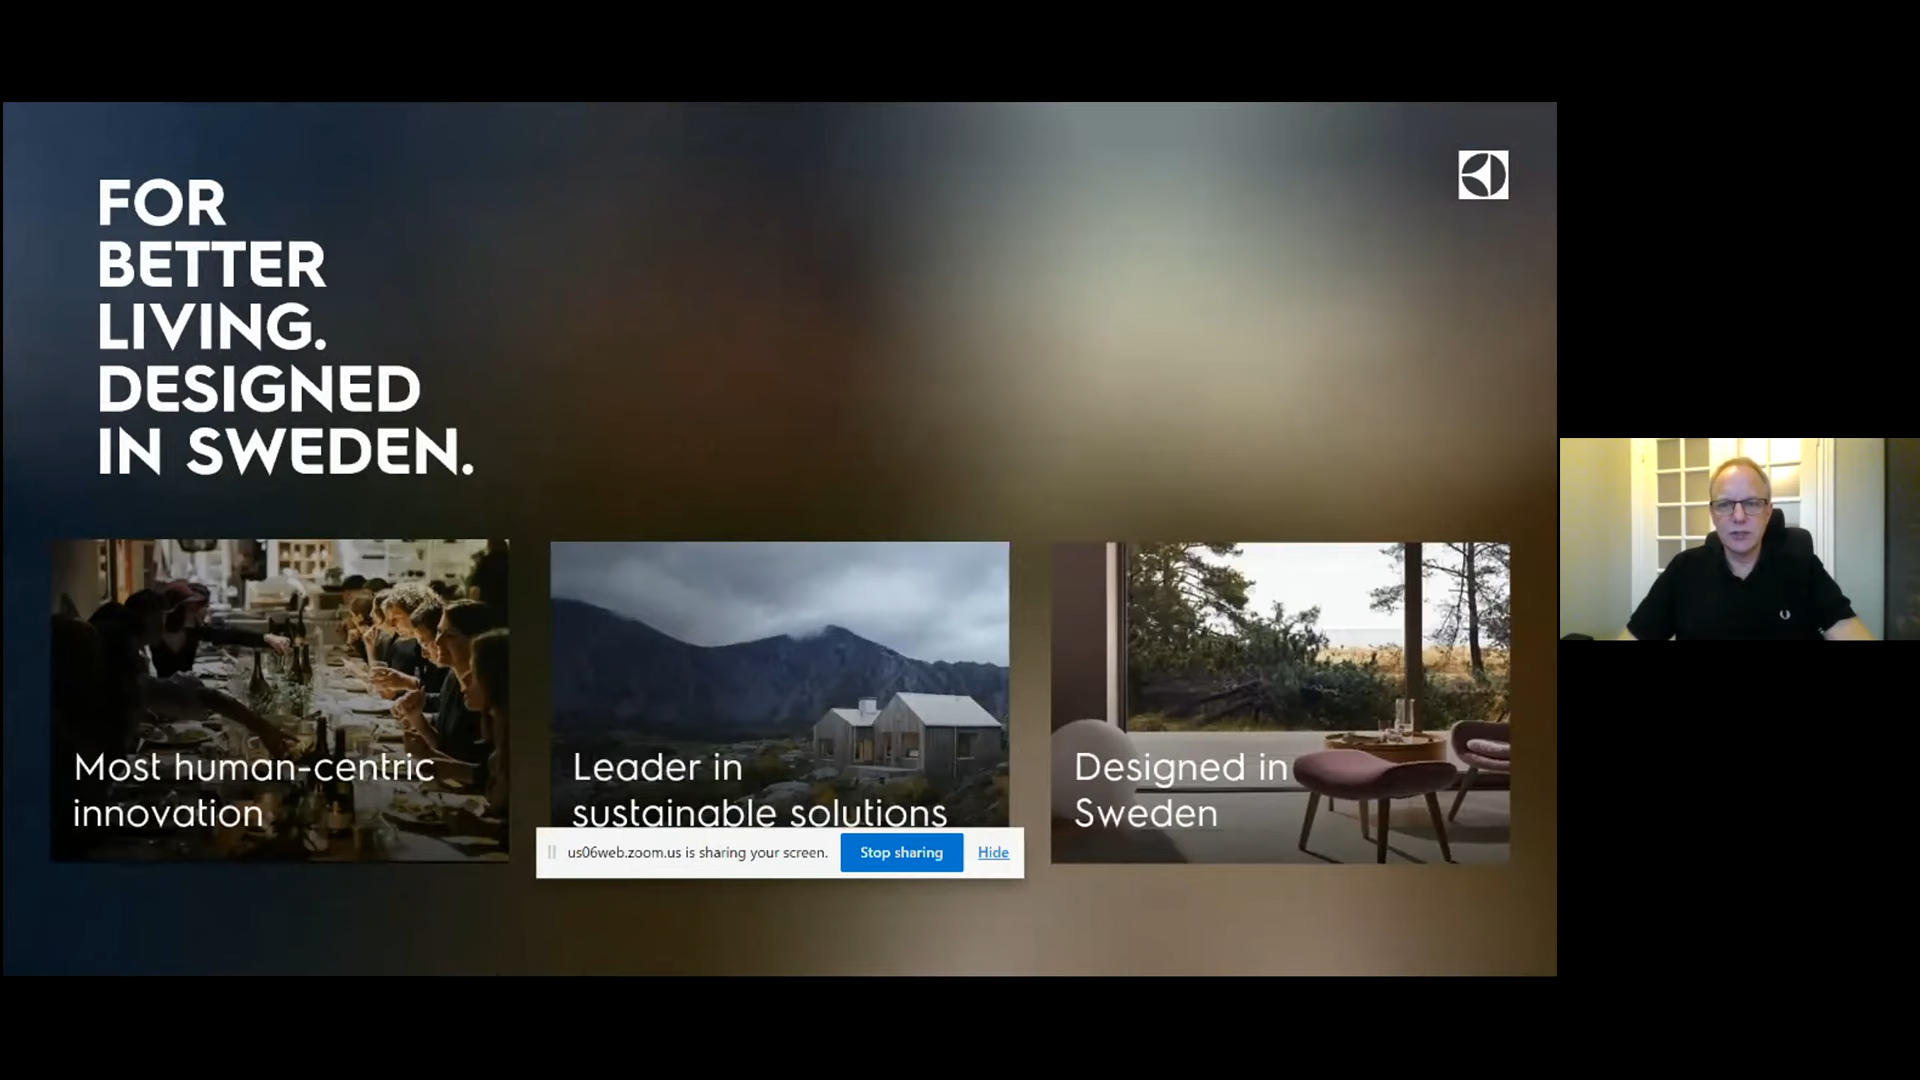 FOR
BETTER
LIVING.
DESIGNED
IN SWEDEN.
Most human-centric
innovation
Leader in
sustainable solutions
Designed in
Sweden
us06web.zoom.us is sharing your screen.
Stop sharing
Hide